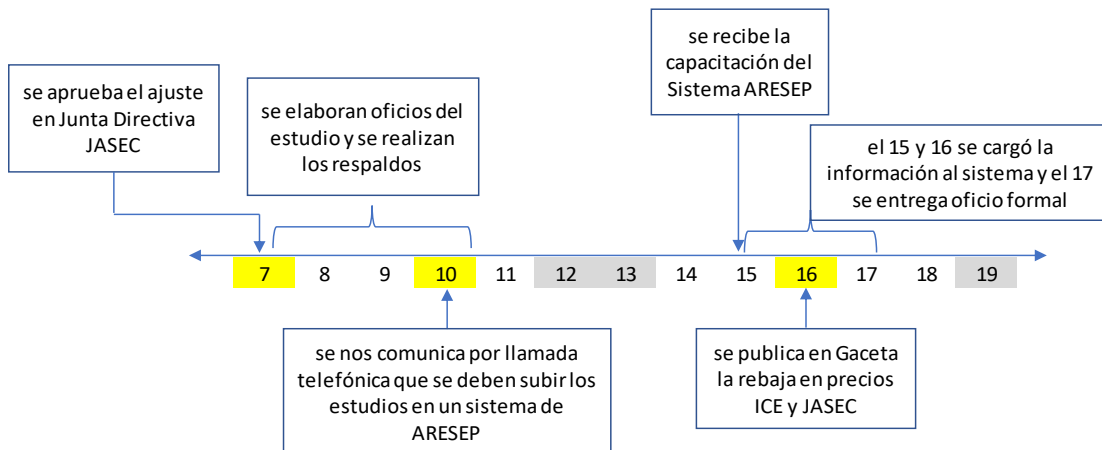 se aprueba el ajuste
en Junta Directiva
JASEC
se elaboran oficios del
estudio y se realizan
los respaldos
se recibe la
capacitación del
Sistema ARESEP
el 15 y 16 se cargó la
información al sistema y el 17
se entrega oficio formal
7 8 9 10 11 12 13 14 15 16 17 18 19
se nos comunica por llamada
telefónica que se deben subir los
estudios en un sistema de
ARESEP
se publica en Gaceta
la rebaja en precios
ICE y JASEC